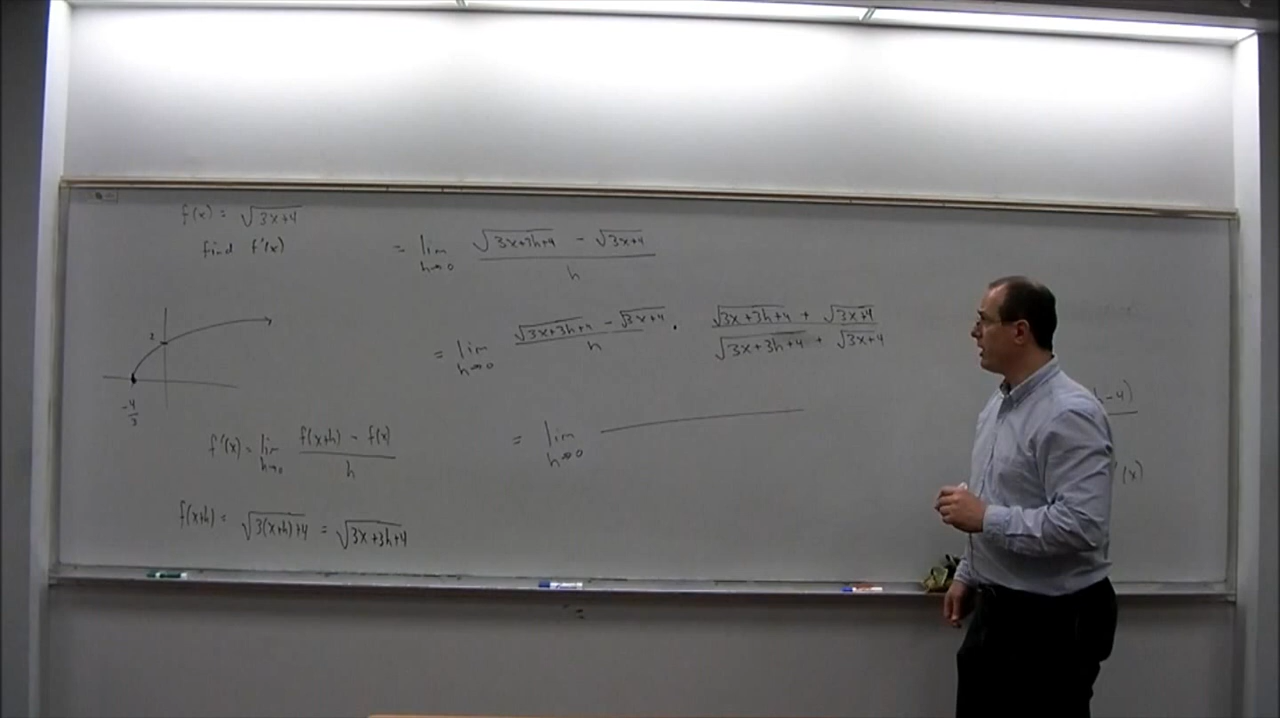 f(x) = √(3x+4)
find f'(x)
= lim h→0 (√(3x+3h+4) - √(3x+4)) / h
2
-4/3
= lim h→0 (√(3x+3h+4) - √(3x+4)) / h · (√(3x+3h+4) + √(3x+4)) / (√(3x+3h+4) + √(3x+4))
h-4)
f'(x) = lim h→0 (f(x+h) - f(x)) / h
= lim h→0
'(x)
f(x+h) = √(3(x+h)+4) = √(3x+3h+4)